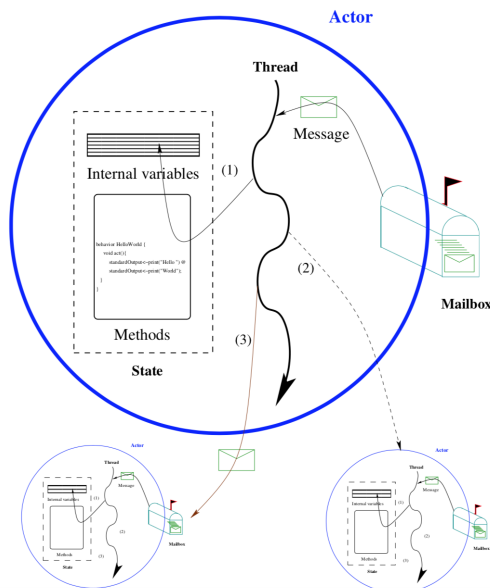 Actor
Thread
Message
Internal variables
(1)
behavior HelloWorld {
void act(){
standardOutput<-print("Hello ") @
standardOutput<-print("World");
}
}
(2)
Mailbox
(3)
Methods
State
Actor
Thread
Message
Internal variables
(1)
(2)
Mailbox
(3)
Methods
State
Actor
Thread
Message
Internal variables
(1)
(2)
Mailbox
(3)
Methods
State